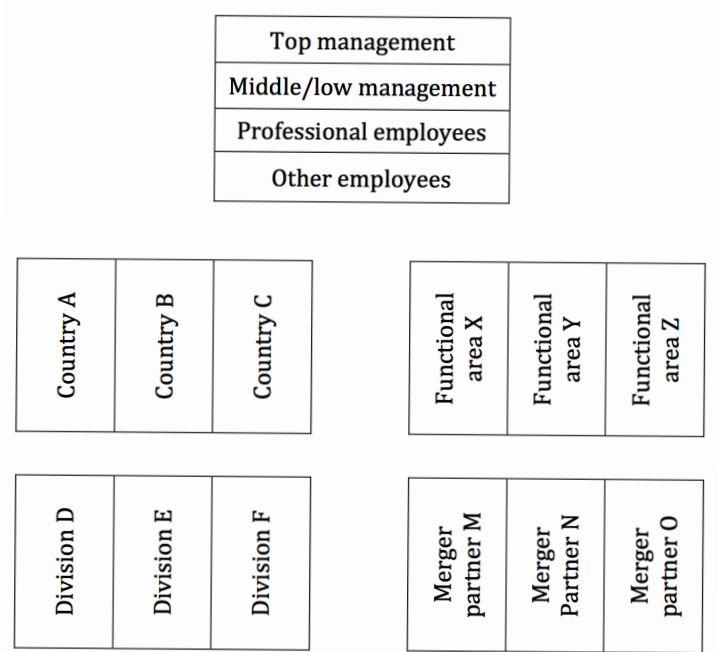 Top management
Middle/low management
Professional employees
Other employees
Country A
Country B
Country C
Functional
area X
Functional
area Y
Functional
area Z
Division D
Division E
Division F
Merger
partner M
Merger
Partner N
Merger
partner O